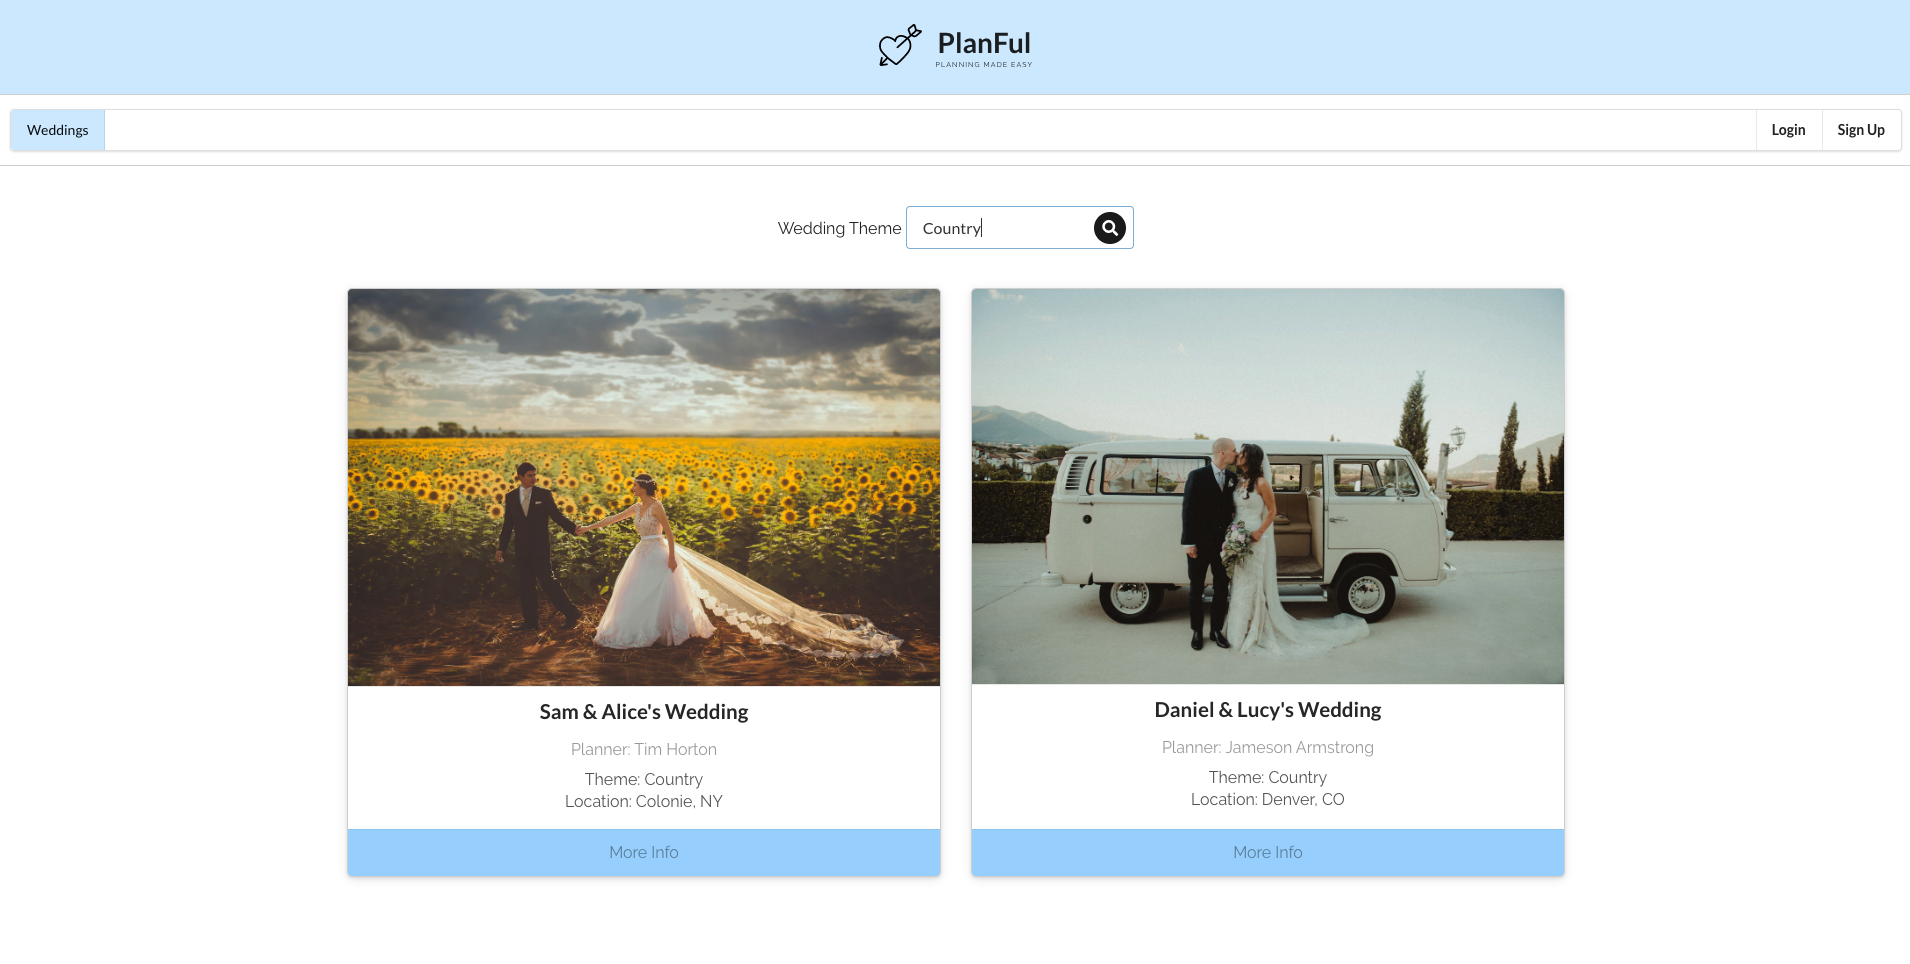 PlanFul
PLANNING MADE EASY
Weddings
Login
Sign Up
Wedding Theme
Country
Sam & Alice's Wedding
Planner: Tim Horton
Theme: Country
Location: Colonie, NY
More Info
Daniel & Lucy's Wedding
Planner: Jameson Armstrong
Theme: Country
Location: Denver, CO
More Info